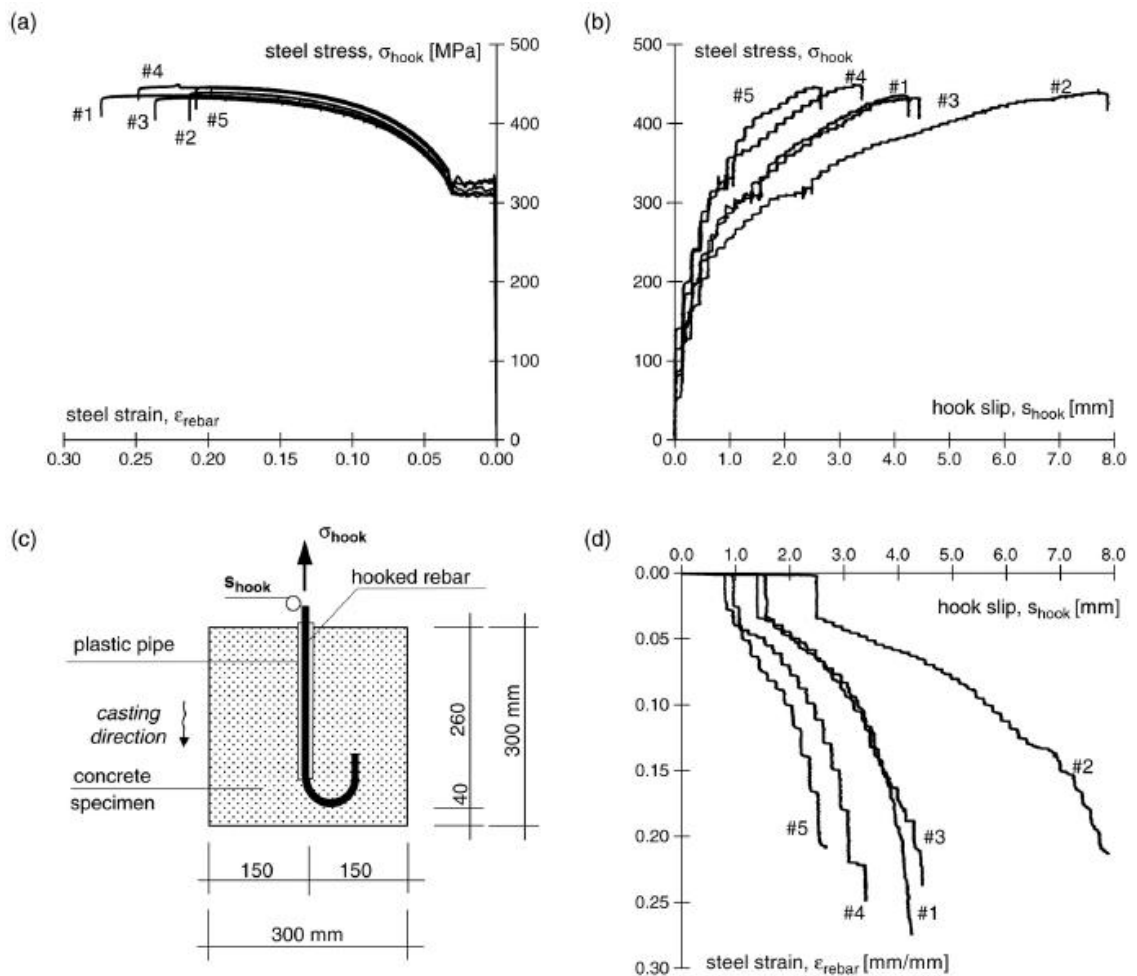 (a)
steel stress, σhook [MPa]
500
400
300
200
100
0
#4
#1
#3
#2
#5
steel strain, εrebar
0.30 0.25 0.20 0.15 0.10 0.05 0.00
(b)
500
400
300
200
100
0
steel stress, σhook
#5
#4
#1
#3
#2
hook slip, shook [mm]
0.0 1.0 2.0 3.0 4.0 5.0 6.0 7.0 8.0
(c)
σhook
shook
hooked rebar
plastic pipe
casting
direction
concrete
specimen
260
40
300 mm
150 150
300 mm
(d)
0.0 1.0 2.0 3.0 4.0 5.0 6.0 7.0 8.0
hook slip, shook [mm]
0.00
0.05
0.10
0.15
0.20
0.25
0.30
#2
#5
#3
#4
#1
steel strain, εrebar [mm/mm]